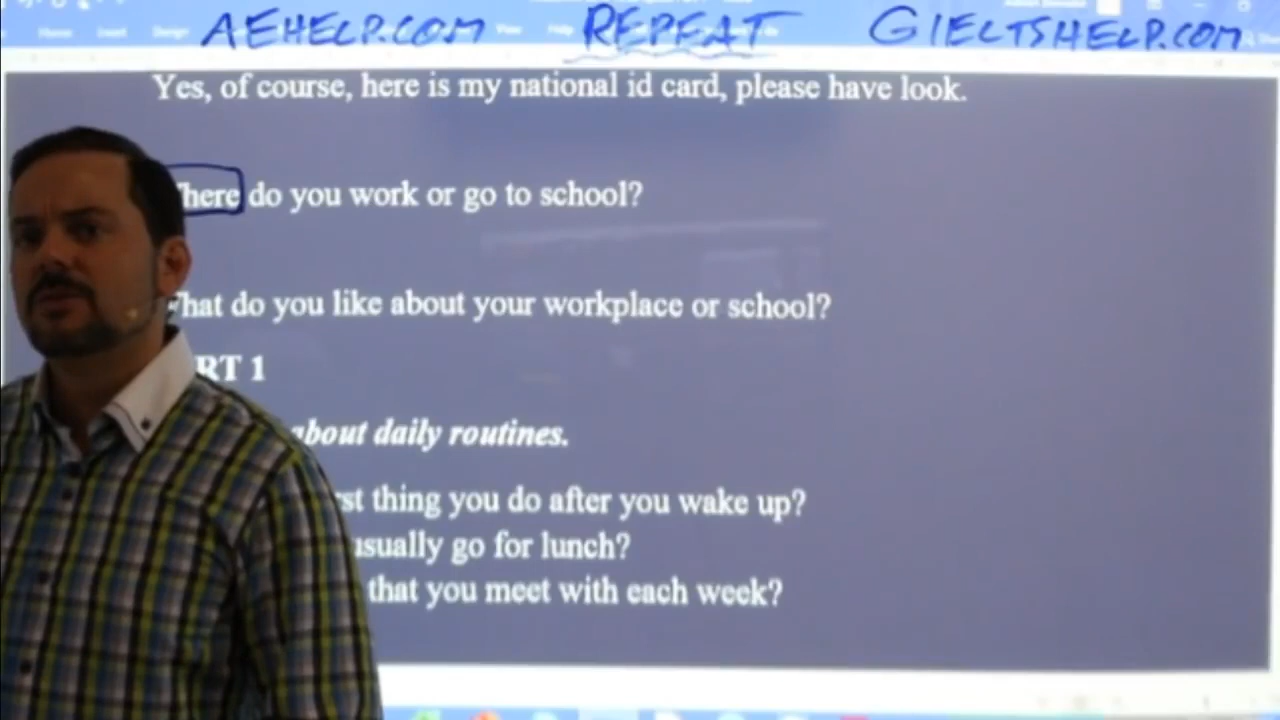 AEHELP.COM REPEAT GIELTSHELP.COM
Yes, of course, here is my national id card, please have look.
here do you work or go to school?
hat do you like about your workplace or school?
RT 1
about daily routines.
st thing you do after you wake up?
usually go for lunch?
that you meet with each week?